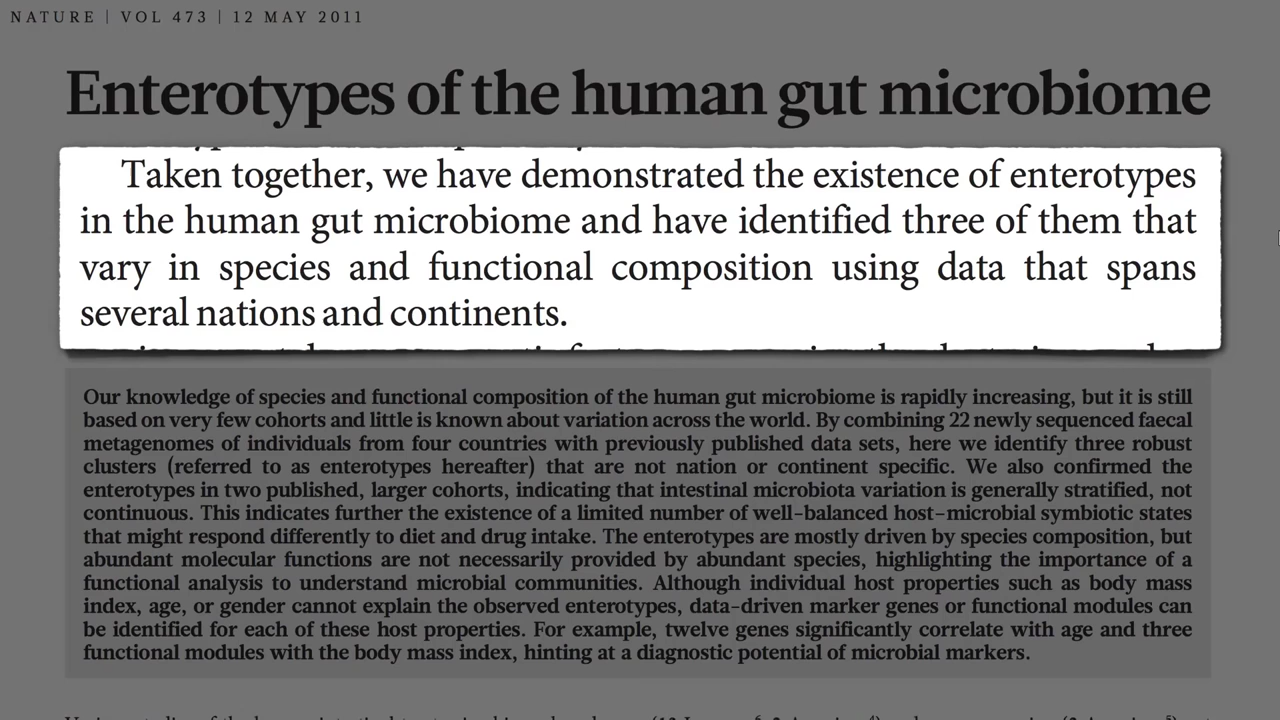 NATURE | VOL 473 | 12 MAY 2011
Enterotypes of the human gut microbiome
Taken together, we have demonstrated the existence of enterotypes
in the human gut microbiome and have identified three of them that
vary in species and functional composition using data that spans
several nations and continents.
Our knowledge of species and functional composition of the human gut microbiome is rapidly increasing, but it is still
based on very few cohorts and little is known about variation across the world. By combining 22 newly sequenced faecal
metagenomes of individuals from four countries with previously published data sets, here we identify three robust
clusters (referred to as enterotypes hereafter) that are not nation or continent specific. We also confirmed the
enterotypes in two published, larger cohorts, indicating that intestinal microbiota variation is generally stratified, not
continuous. This indicates further the existence of a limited number of well-balanced host-microbial symbiotic states
that might respond differently to diet and drug intake. The enterotypes are mostly driven by species composition, but
abundant molecular functions are not necessarily provided by abundant species, highlighting the importance of a
functional analysis to understand microbial communities. Although individual host properties such as body mass
index, age, or gender cannot explain the observed enterotypes, data-driven marker genes or functional modules can
be identified for each of these host properties. For example, twelve genes significantly correlate with age and three
functional modules with the body mass index, hinting at a diagnostic potential of microbial markers.